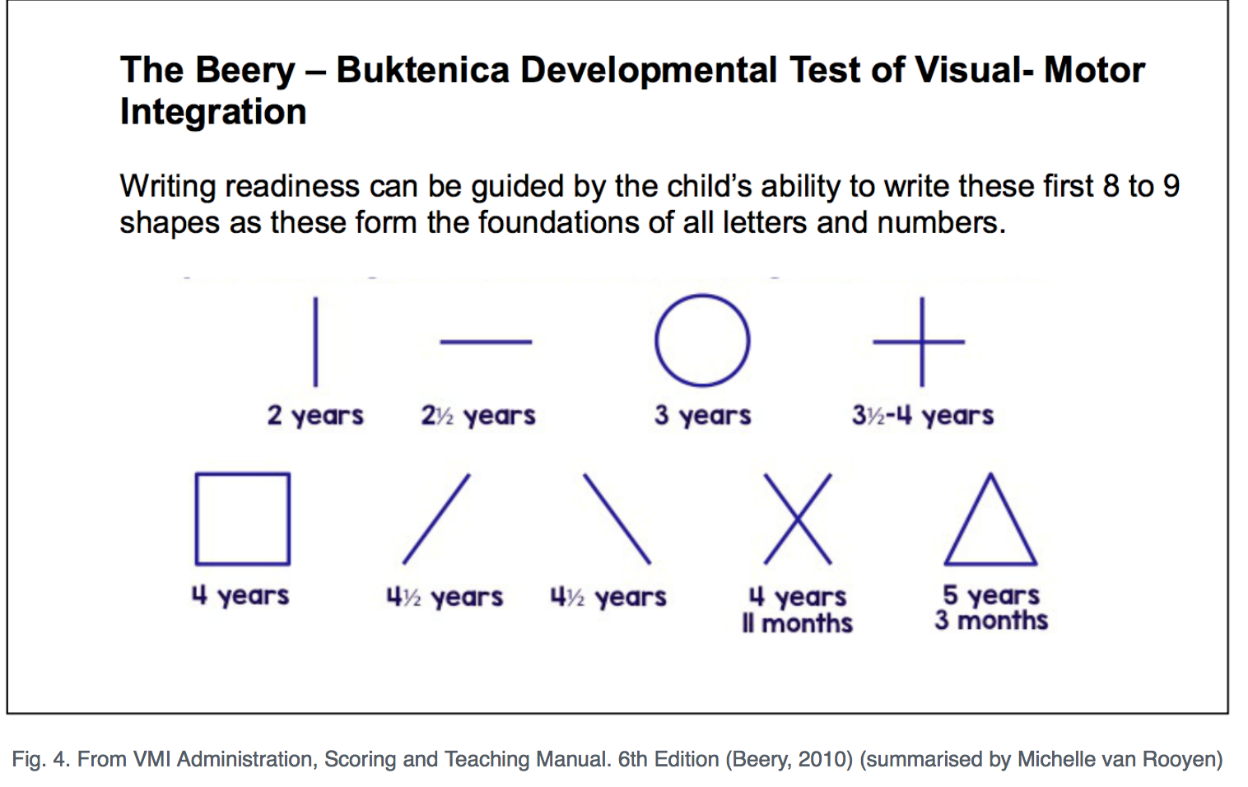 The Beery – Buktenica Developmental Test of Visual- Motor
Integration
Writing readiness can be guided by the child’s ability to write these first 8 to 9
shapes as these form the foundations of all letters and numbers.
2 years 2½ years 3 years 3½-4 years
4 years 4½ years 4½ years 4 years 5 years
11 months 3 months
Fig. 4. From VMI Administration, Scoring and Teaching Manual. 6th Edition (Beery, 2010) (summarised by Michelle van Rooyen)